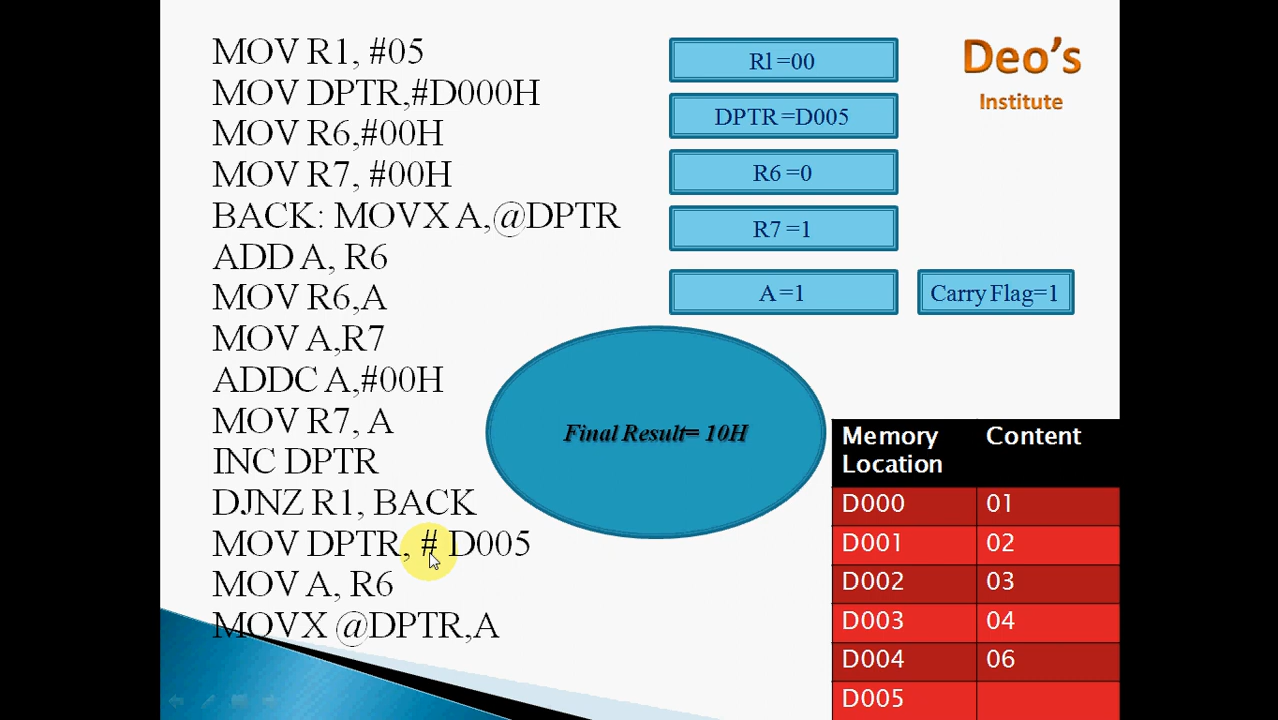 MOV R1, #05
MOV DPTR,#D000H
MOV R6,#00H
MOV R7, #00H
BACK: MOVX A,@DPTR
ADD A, R6
MOV R6,A
MOV A,R7
ADDC A,#00H
MOV R7, A
INC DPTR
DJNZ R1, BACK
MOV DPTR, # D005
MOV A, R6
MOVX @DPTR,A
Rl =00
DPTR =D005
R6 =0
R7 =1
A =1
Carry Flag=1
Deo's
Institute
Final Result= 10H
Memory Location Content
D000 01
D001 02
D002 03
D003 04
D004 06
D005